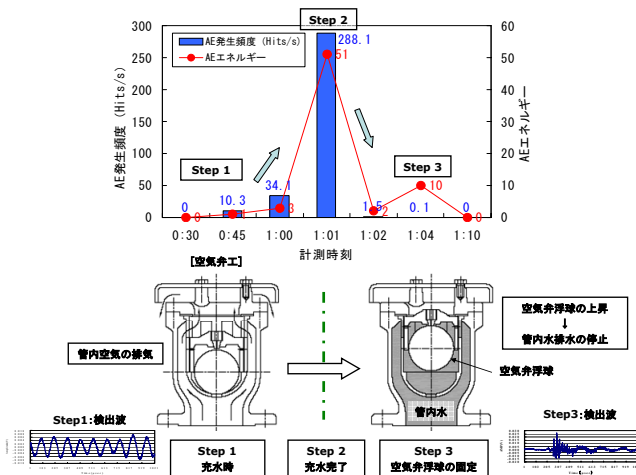 Step 2
AE発生頻度 (Hits/s)
AEエネルギー
300
250
200
150
100
50
0
AE発生頻度 (Hits/s)
60
50
40
30
20
10
0
AEエネルギー
288.1
51
Step 1
Step 3
0
0
10.3
1
34.1
3
1.5
2
0.1
10
0
0
0:30
0:45
1:00
1:01
1:02
1:04
1:10
計測時刻
[空気弁工]
管内空気の排気
空気弁浮球の上昇
↓
管内水排水の停止
空気弁浮球
管内水
Step1:検出波
Step3:検出波
Step 1
充水時
Step 2
充水完了
Step 3
空気弁浮球の固定